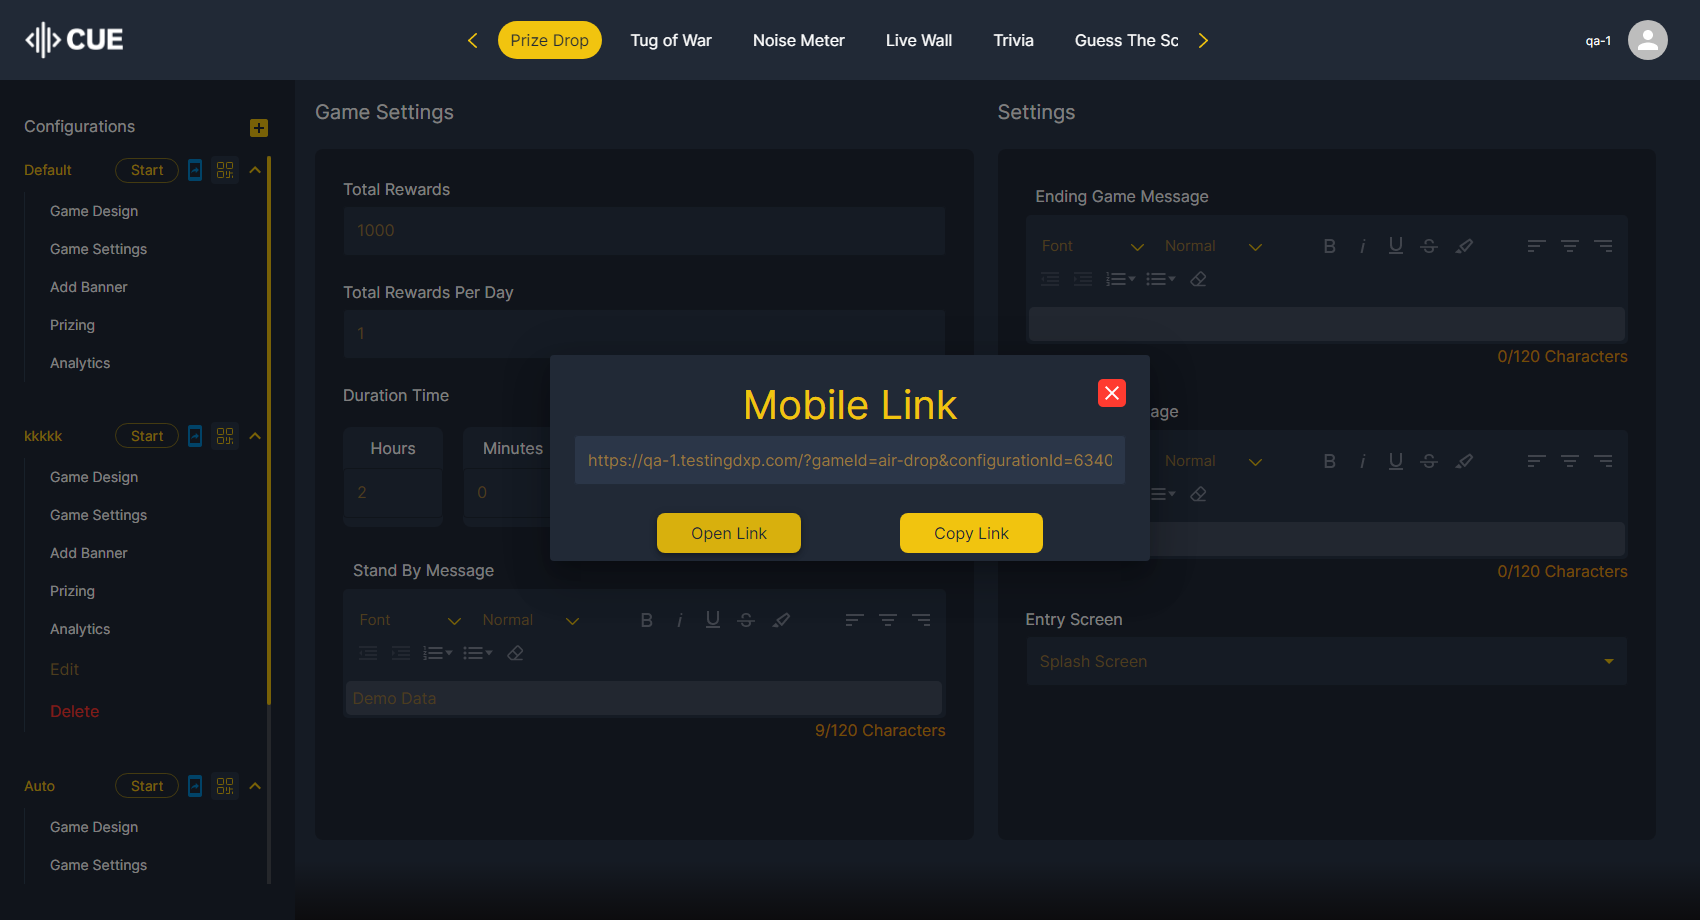 CUE
Prize Drop
Tug of War
Noise Meter
Live Wall
Trivia
Guess The Sc
qa-1
Configurations
Default
Start
Game Design
Game Settings
Add Banner
Prizing
Analytics
kkkkk
Start
Game Design
Game Settings
Add Banner
Prizing
Analytics
Edit
Delete
Auto
Start
Game Design
Game Settings
Game Settings
Total Rewards
1000
Total Rewards Per Day
1
Duration Time
Hours
Minutes
2
0
Stand By Message
Font
Normal
Demo Data
9/120 Characters
Mobile Link
https://qa-1.testingdxp.com/?gameId=air-drop&configurationId=6340
Open Link
Copy Link
Settings
Ending Game Message
Font
Normal
0/120 Characters
age
Normal
0/120 Characters
Entry Screen
Splash Screen